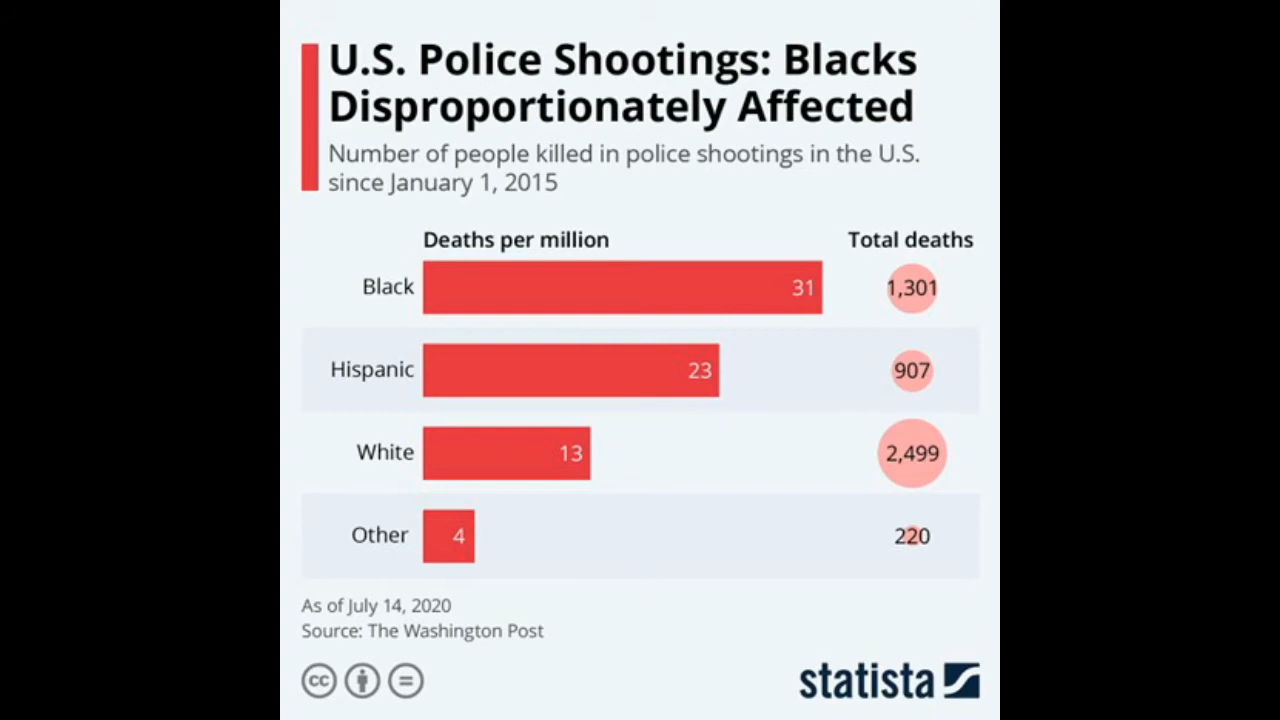 U.S. Police Shootings: Blacks
Disproportionately Affected
Number of people killed in police shootings in the U.S.
since January 1, 2015
Deaths per million Total deaths
Black 31 1,301
Hispanic 23 907
White 13 2,499
Other 4 220
As of July 14, 2020
Source: The Washington Post
cc =
statista